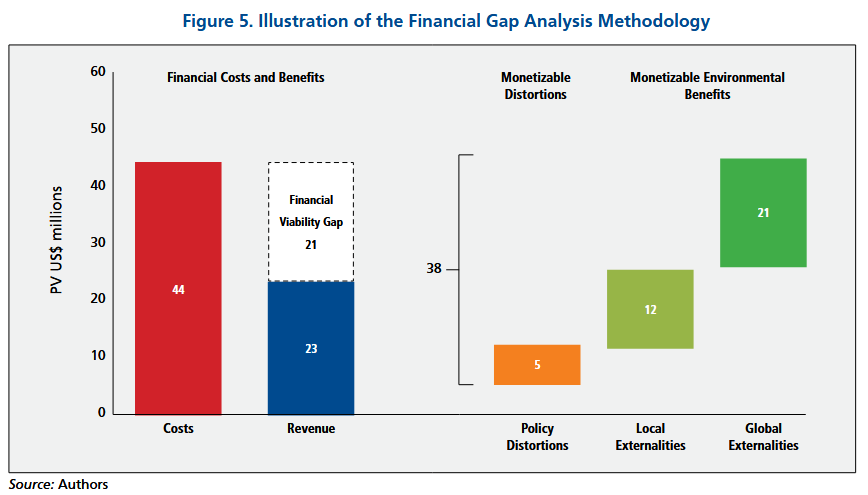 Figure 5. Illustration of the Financial Gap Analysis Methodology
60
50
40
30
20
10
0
PV US$ millions
Financial Costs and Benefits
Monetizable
Distortions
Monetizable Environmental
Benefits
44
Financial
Viability Gap
21
23
38
5
12
21
Costs
Revenue
Policy
Distortions
Local
Externalities
Global
Externalities
Source: Authors